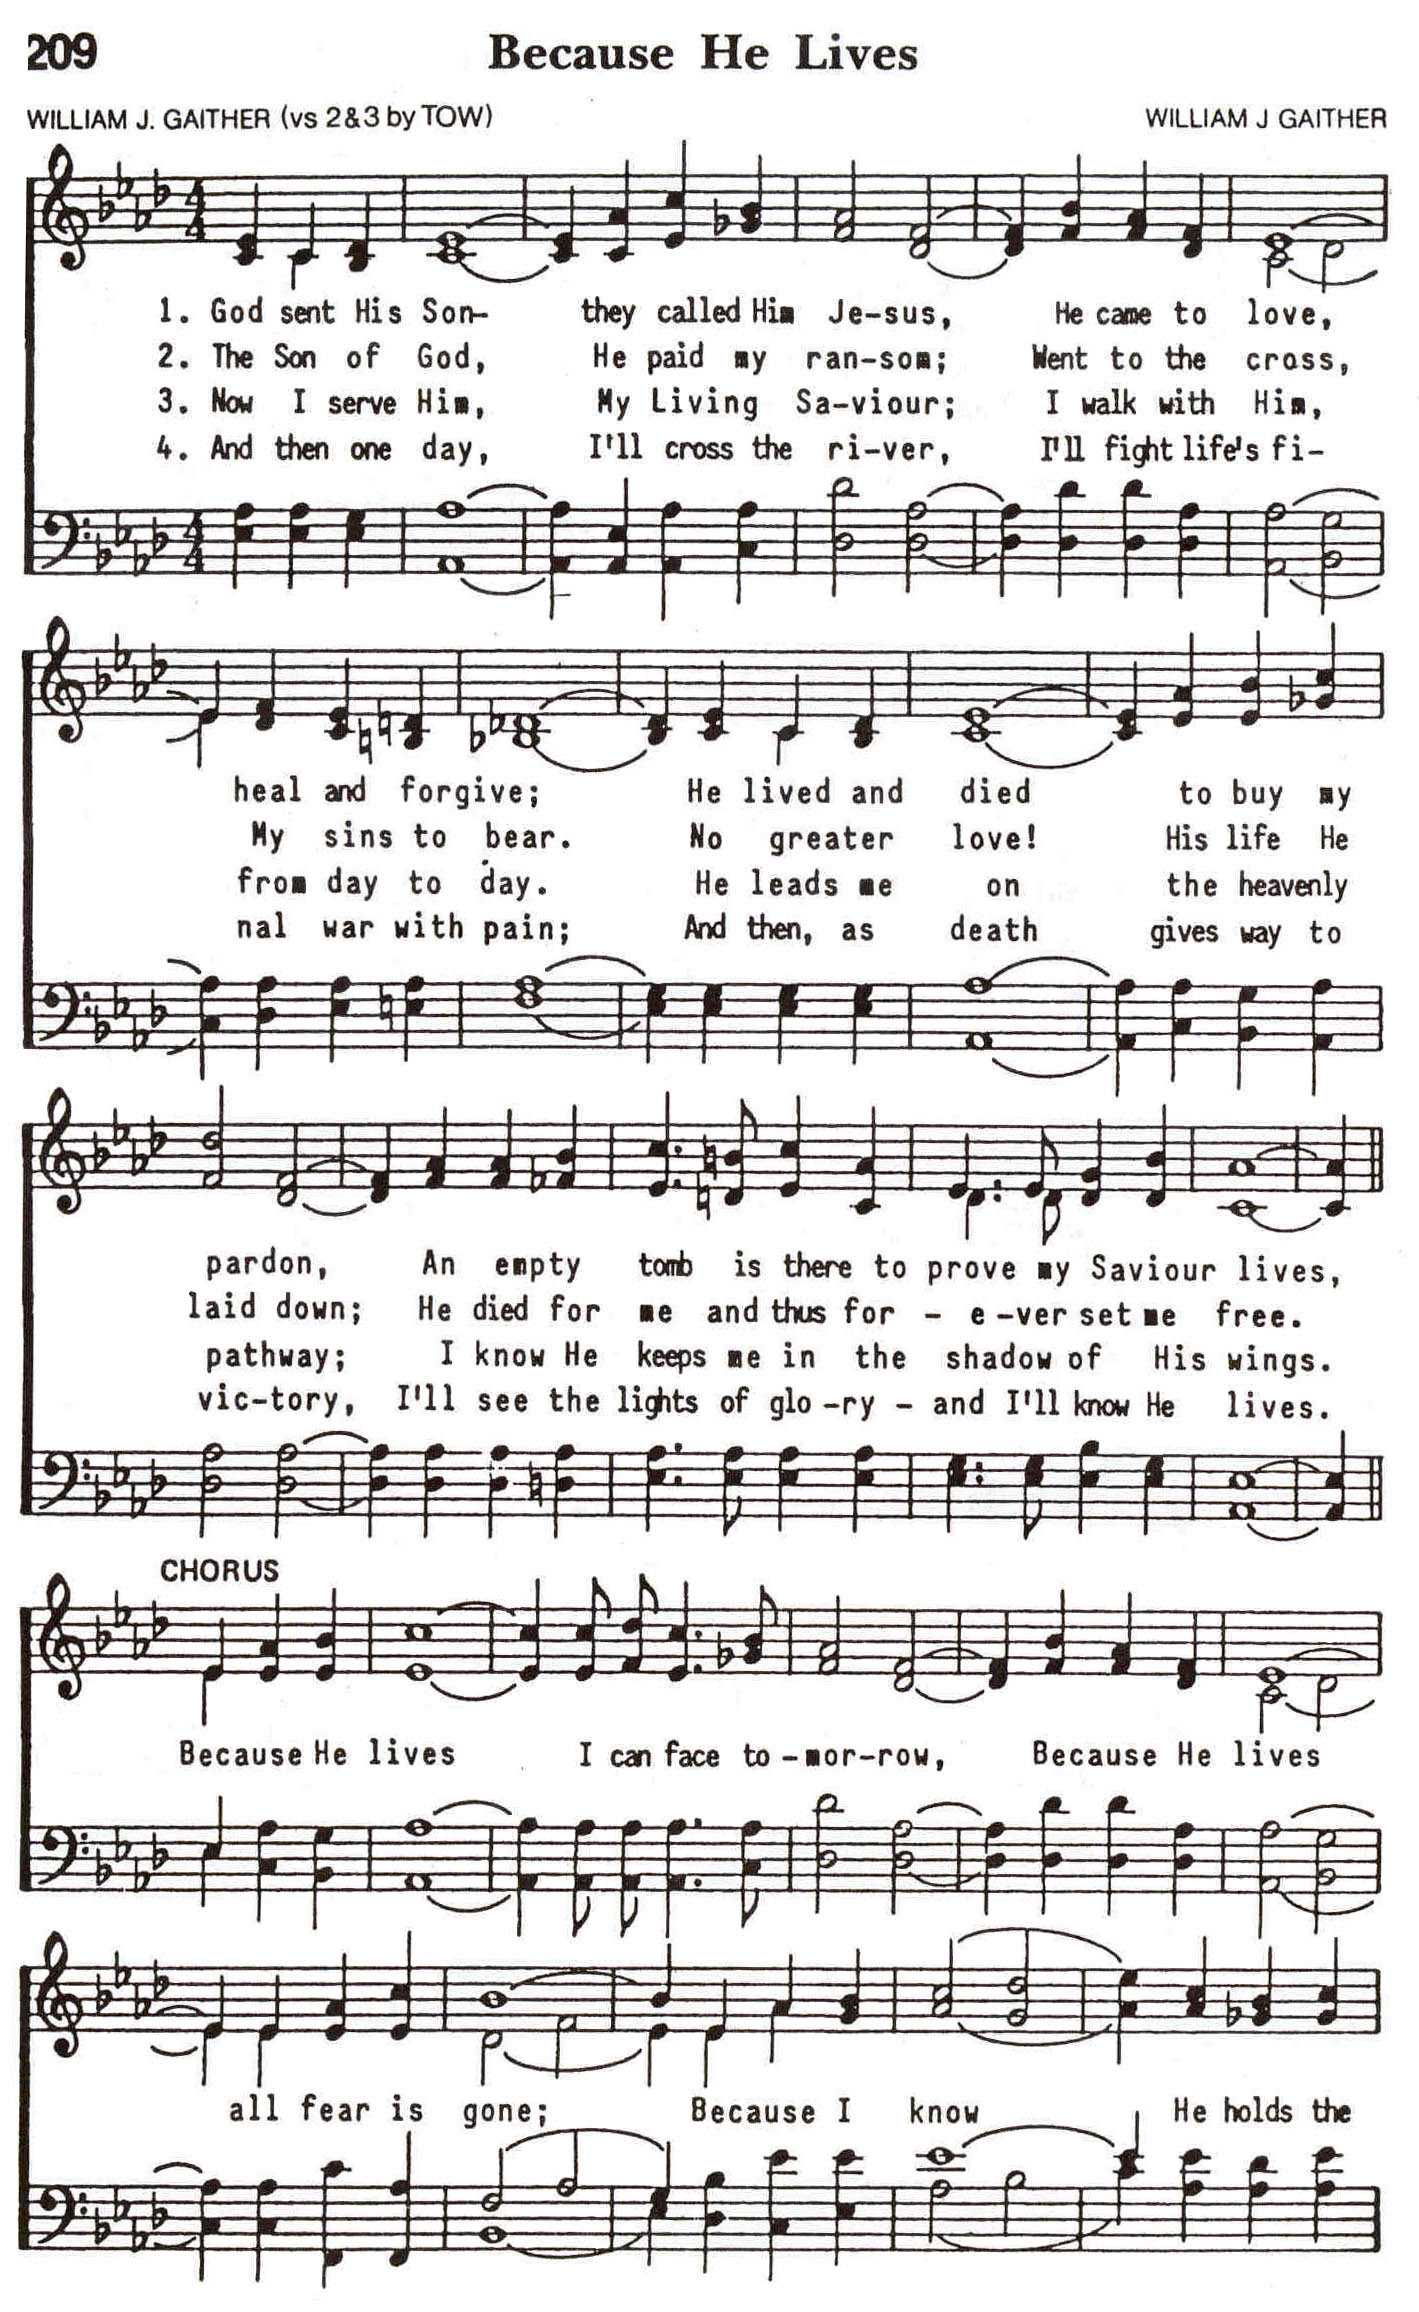 209
Because He Lives
WILLIAM J. GAITHER (vs 2&3 by TOW)
WILLIAM J GAITHER
1. God sent His Son- they called Him Je-sus, He came to love,
2. The Son of God, He paid my ran-som; Went to the cross,
3. Now I serve Him, My Living Sa-viour; I walk with Him,
4. And then one day, I'll cross the ri-ver, I'll fight life's fi-
heal and forgive; He lived and died to buy my
My sins to bear. No greater love! His life He
from day to day. He leads me on the heavenly
nal war with pain; And then, as death gives way to
pardon, An empty tomb is there to prove my Saviour lives,
laid down; He died for me and thus for - e -ver set me free.
pathway; I know He keeps me in the shadow of His wings.
vic-tory, I'll see the lights of glo -ry - and I'll know He lives.
CHORUS
Because He lives I can face to -mor-row, Because He lives
all fear is gone; Because I know He holds the